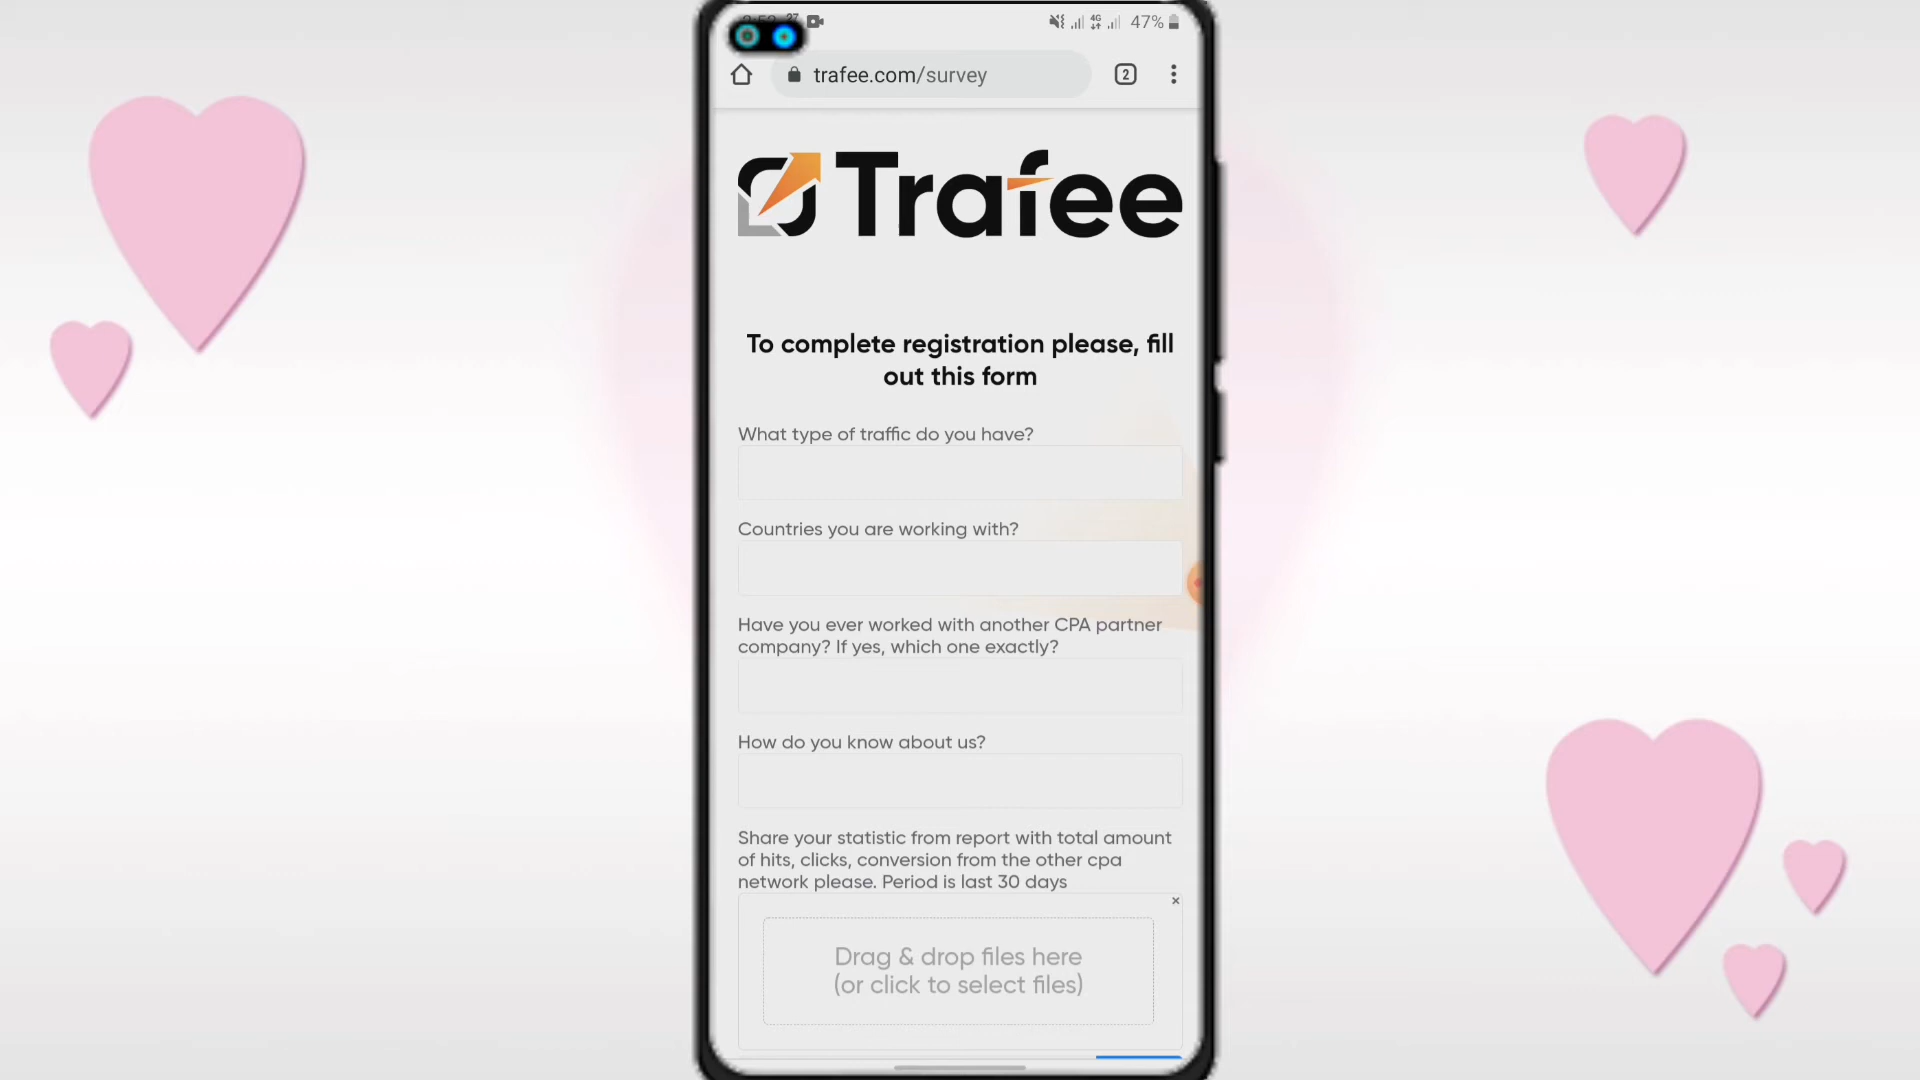 27
4G
47%
trafee.com/survey
2
Trafee
To complete registration please, fill
out this form
What type of traffic do you have?
Countries you are working with?
Have you ever worked with another CPA partner
company? If yes, which one exactly?
How do you know about us?
Share your statistic from report with total amount
of hits, clicks, conversion from the other cpa
network please. Period is last 30 days
×
Drag & drop files here
(or click to select files)